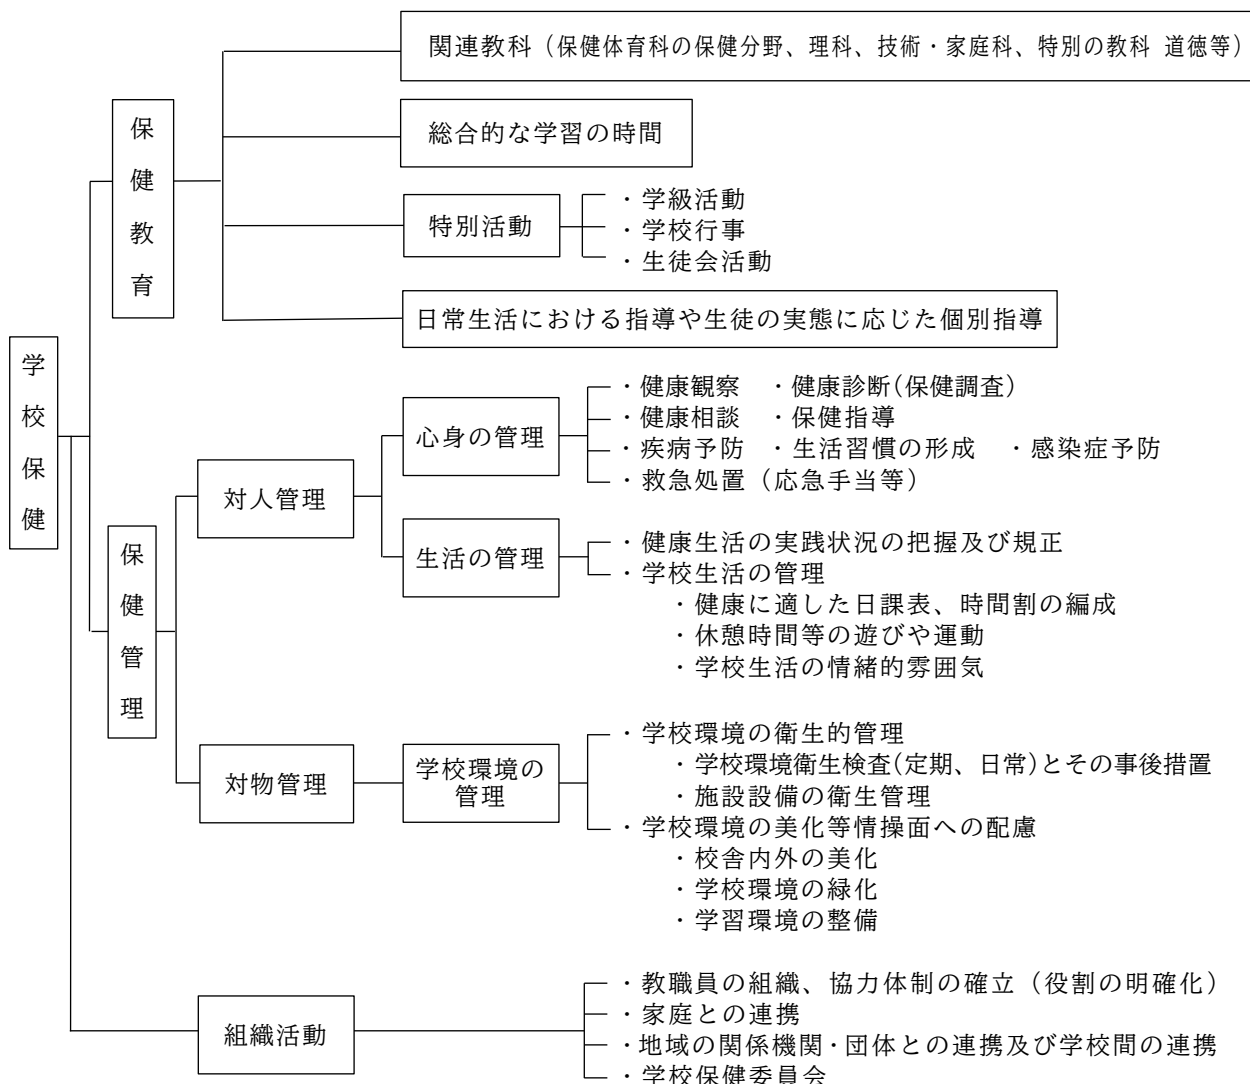 関連教科（保健体育科の保健分野、理科、技術・家庭科、特別の教科 道徳等）
総合的な学習の時間
保健教育
特別活動
・学級活動
・学校行事
・生徒会活動
日常生活における指導や生徒の実態に応じた個別指導
学校保健
心身の管理
・健康観察 ・健康診断(保健調査)
・健康相談 ・保健指導
・疾病予防 ・生活習慣の形成 ・感染症予防
・救急処置（応急手当等）
対人管理
生活の管理
・健康生活の実践状況の把握及び規正
・学校生活の管理
・健康に適した日課表、時間割の編成
・休憩時間等の遊びや運動
・学校生活の情緒的雰囲気
保健管理
対物管理
学校環境の
管理
・学校環境の衛生的管理
・学校環境衛生検査(定期、日常)とその事後措置
・施設設備の衛生管理
・学校環境の美化等情操面への配慮
・校舎内外の美化
・学校環境の緑化
・学習環境の整備
組織活動
・教職員の組織、協力体制の確立（役割の明確化）
・家庭との連携
・地域の関係機関・団体との連携及び学校間の連携
・学校保健委員会